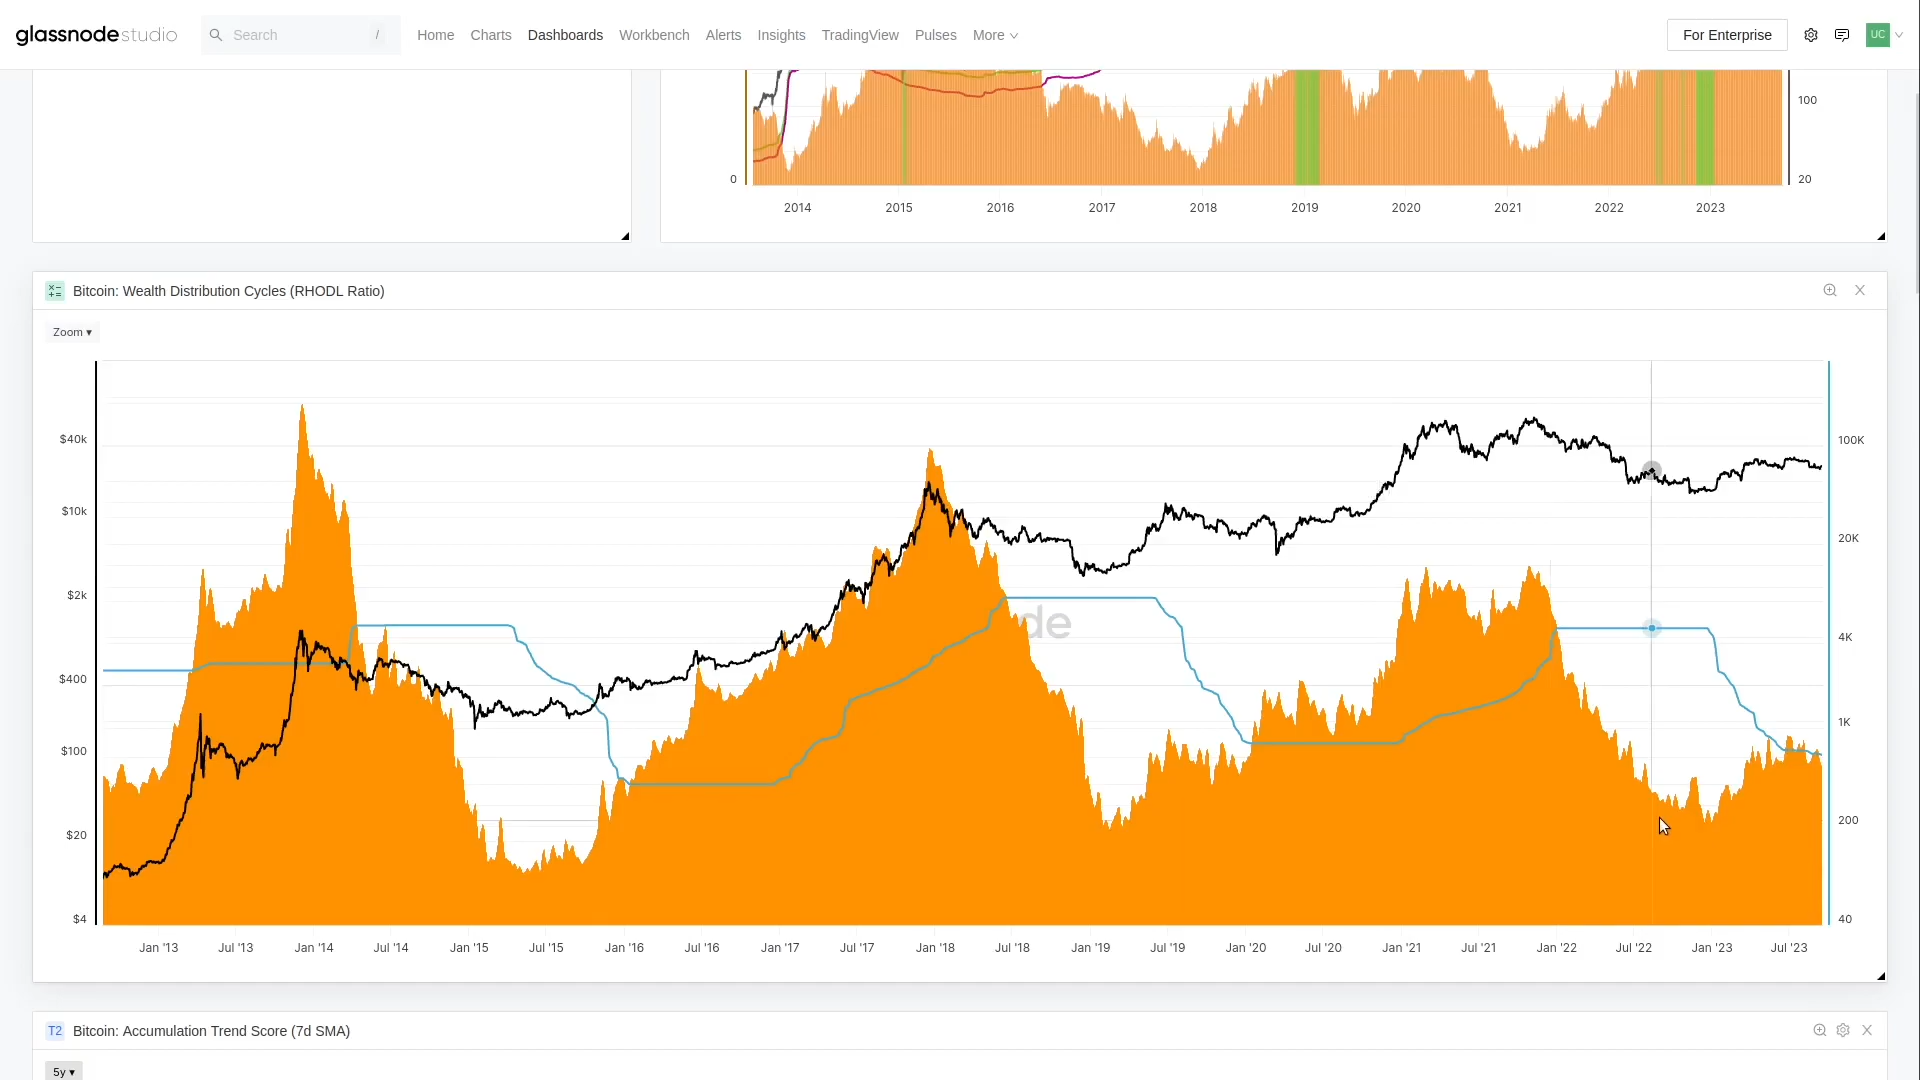 glassnodestudio Search / Home Charts Dashboards Workbench Alerts Insights TradingView Pulses More For Enterprise UC
100
0 20
2014 2015 2016 2017 2018 2019 2020 2021 2022 2023
Bitcoin: Wealth Distribution Cycles (RHODL Ratio)
Zoom ▾
$40k 100K
$10k
20K
$2k
de
4K
$400
1K
$100
200
$20
$4 40
Jan '13 Jul '13 Jan '14 Jul '14 Jan '15 Jul '15 Jan '16 Jul '16 Jan '17 Jul '17 Jan '18 Jul '18 Jan '19 Jul '19 Jan '20 Jul '20 Jan '21 Jul '21 Jan '22 Jul '22 Jan '23 Jul '23
T2 Bitcoin: Accumulation Trend Score (7d SMA)
5y ▾